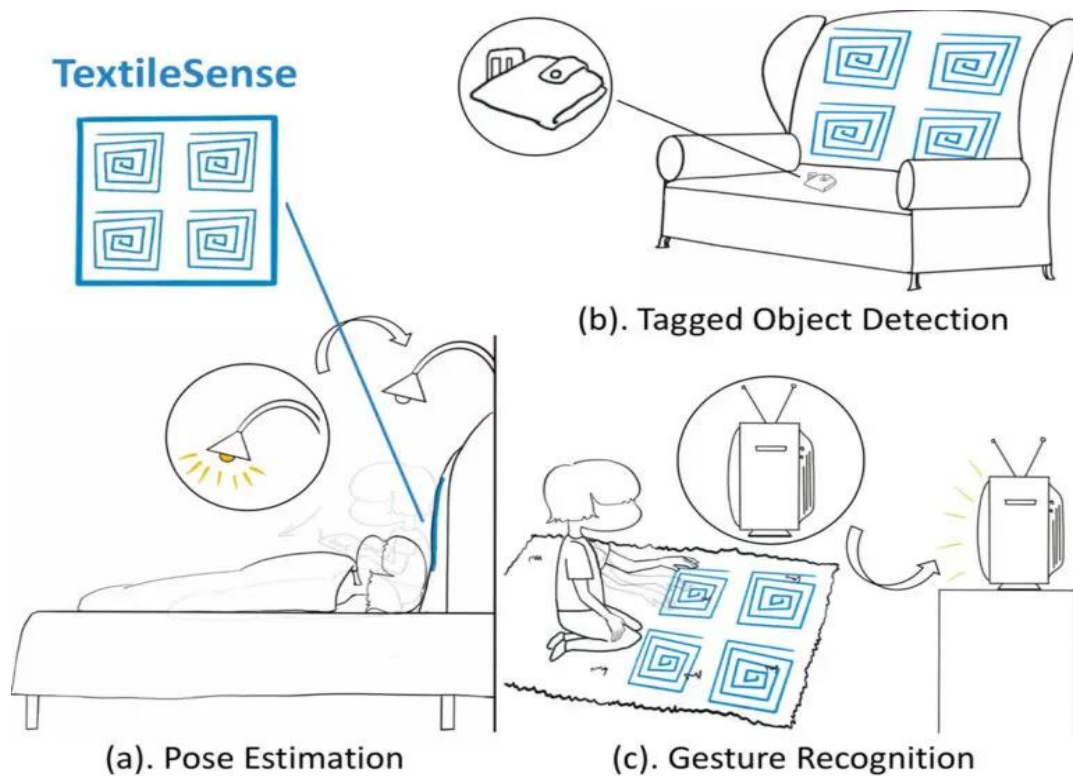 TextileSense
(b). Tagged Object Detection
(a). Pose Estimation
(c). Gesture Recognition